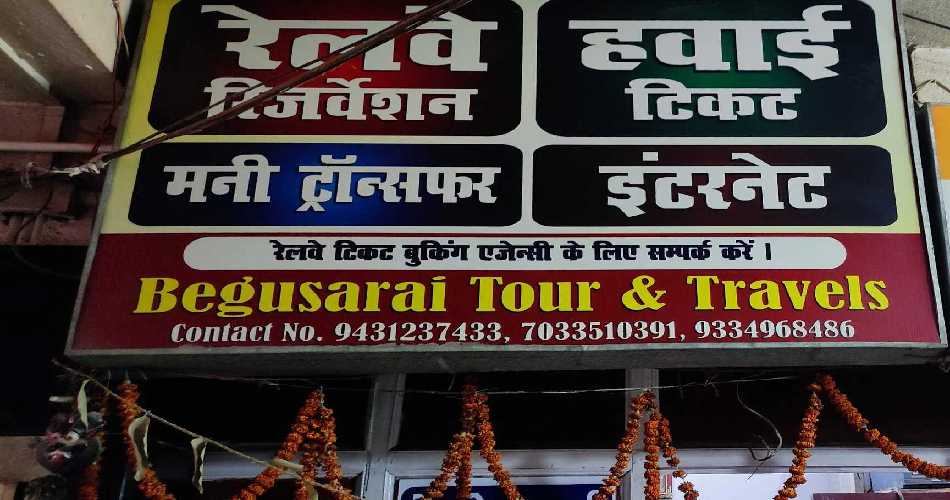 रेलवे
रिजर्वेशन
हवाई
टिकट
मनी ट्रॉन्सफर
इंटरनेट
रेलवे टिकट बुकिंग एजेन्सी के लिए सम्पर्क करें ।
Begusarai Tour & Travels
Contact No. 9431237433, 7033510391, 9334968486